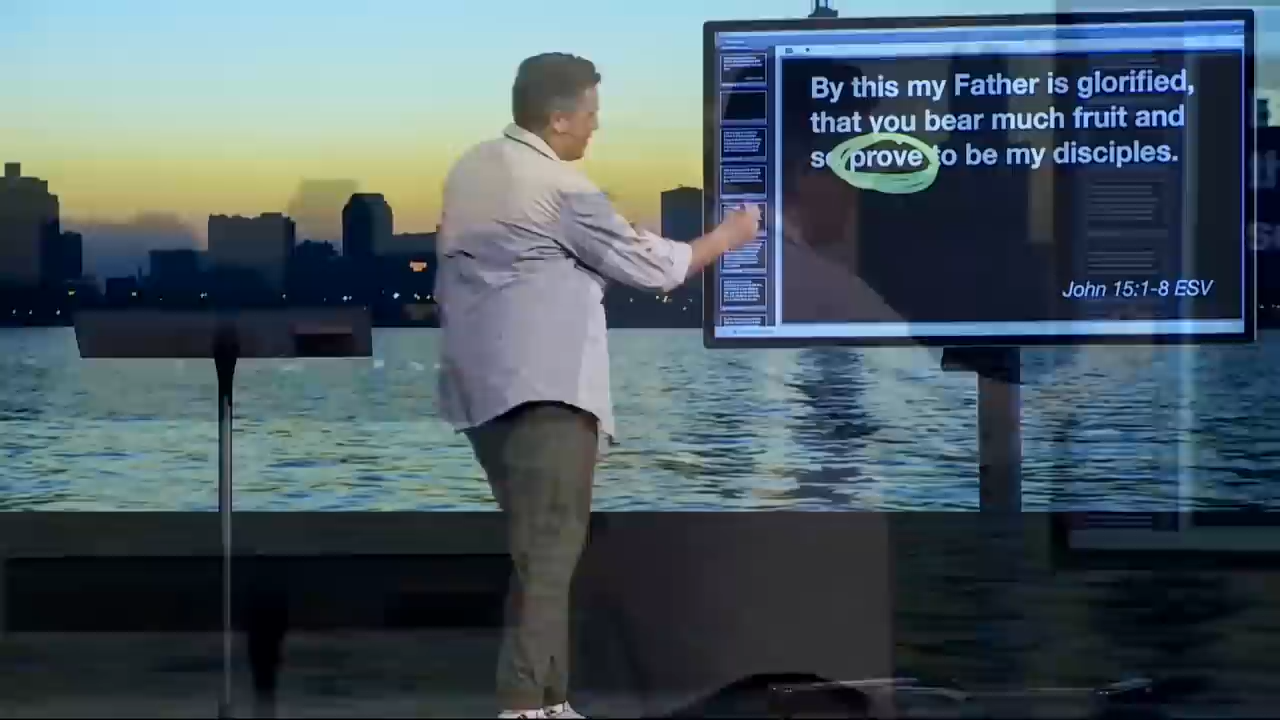 By this my Father is glorified,
that you bear much fruit and
so prove to be my disciples.
John 15:1-8 ESV